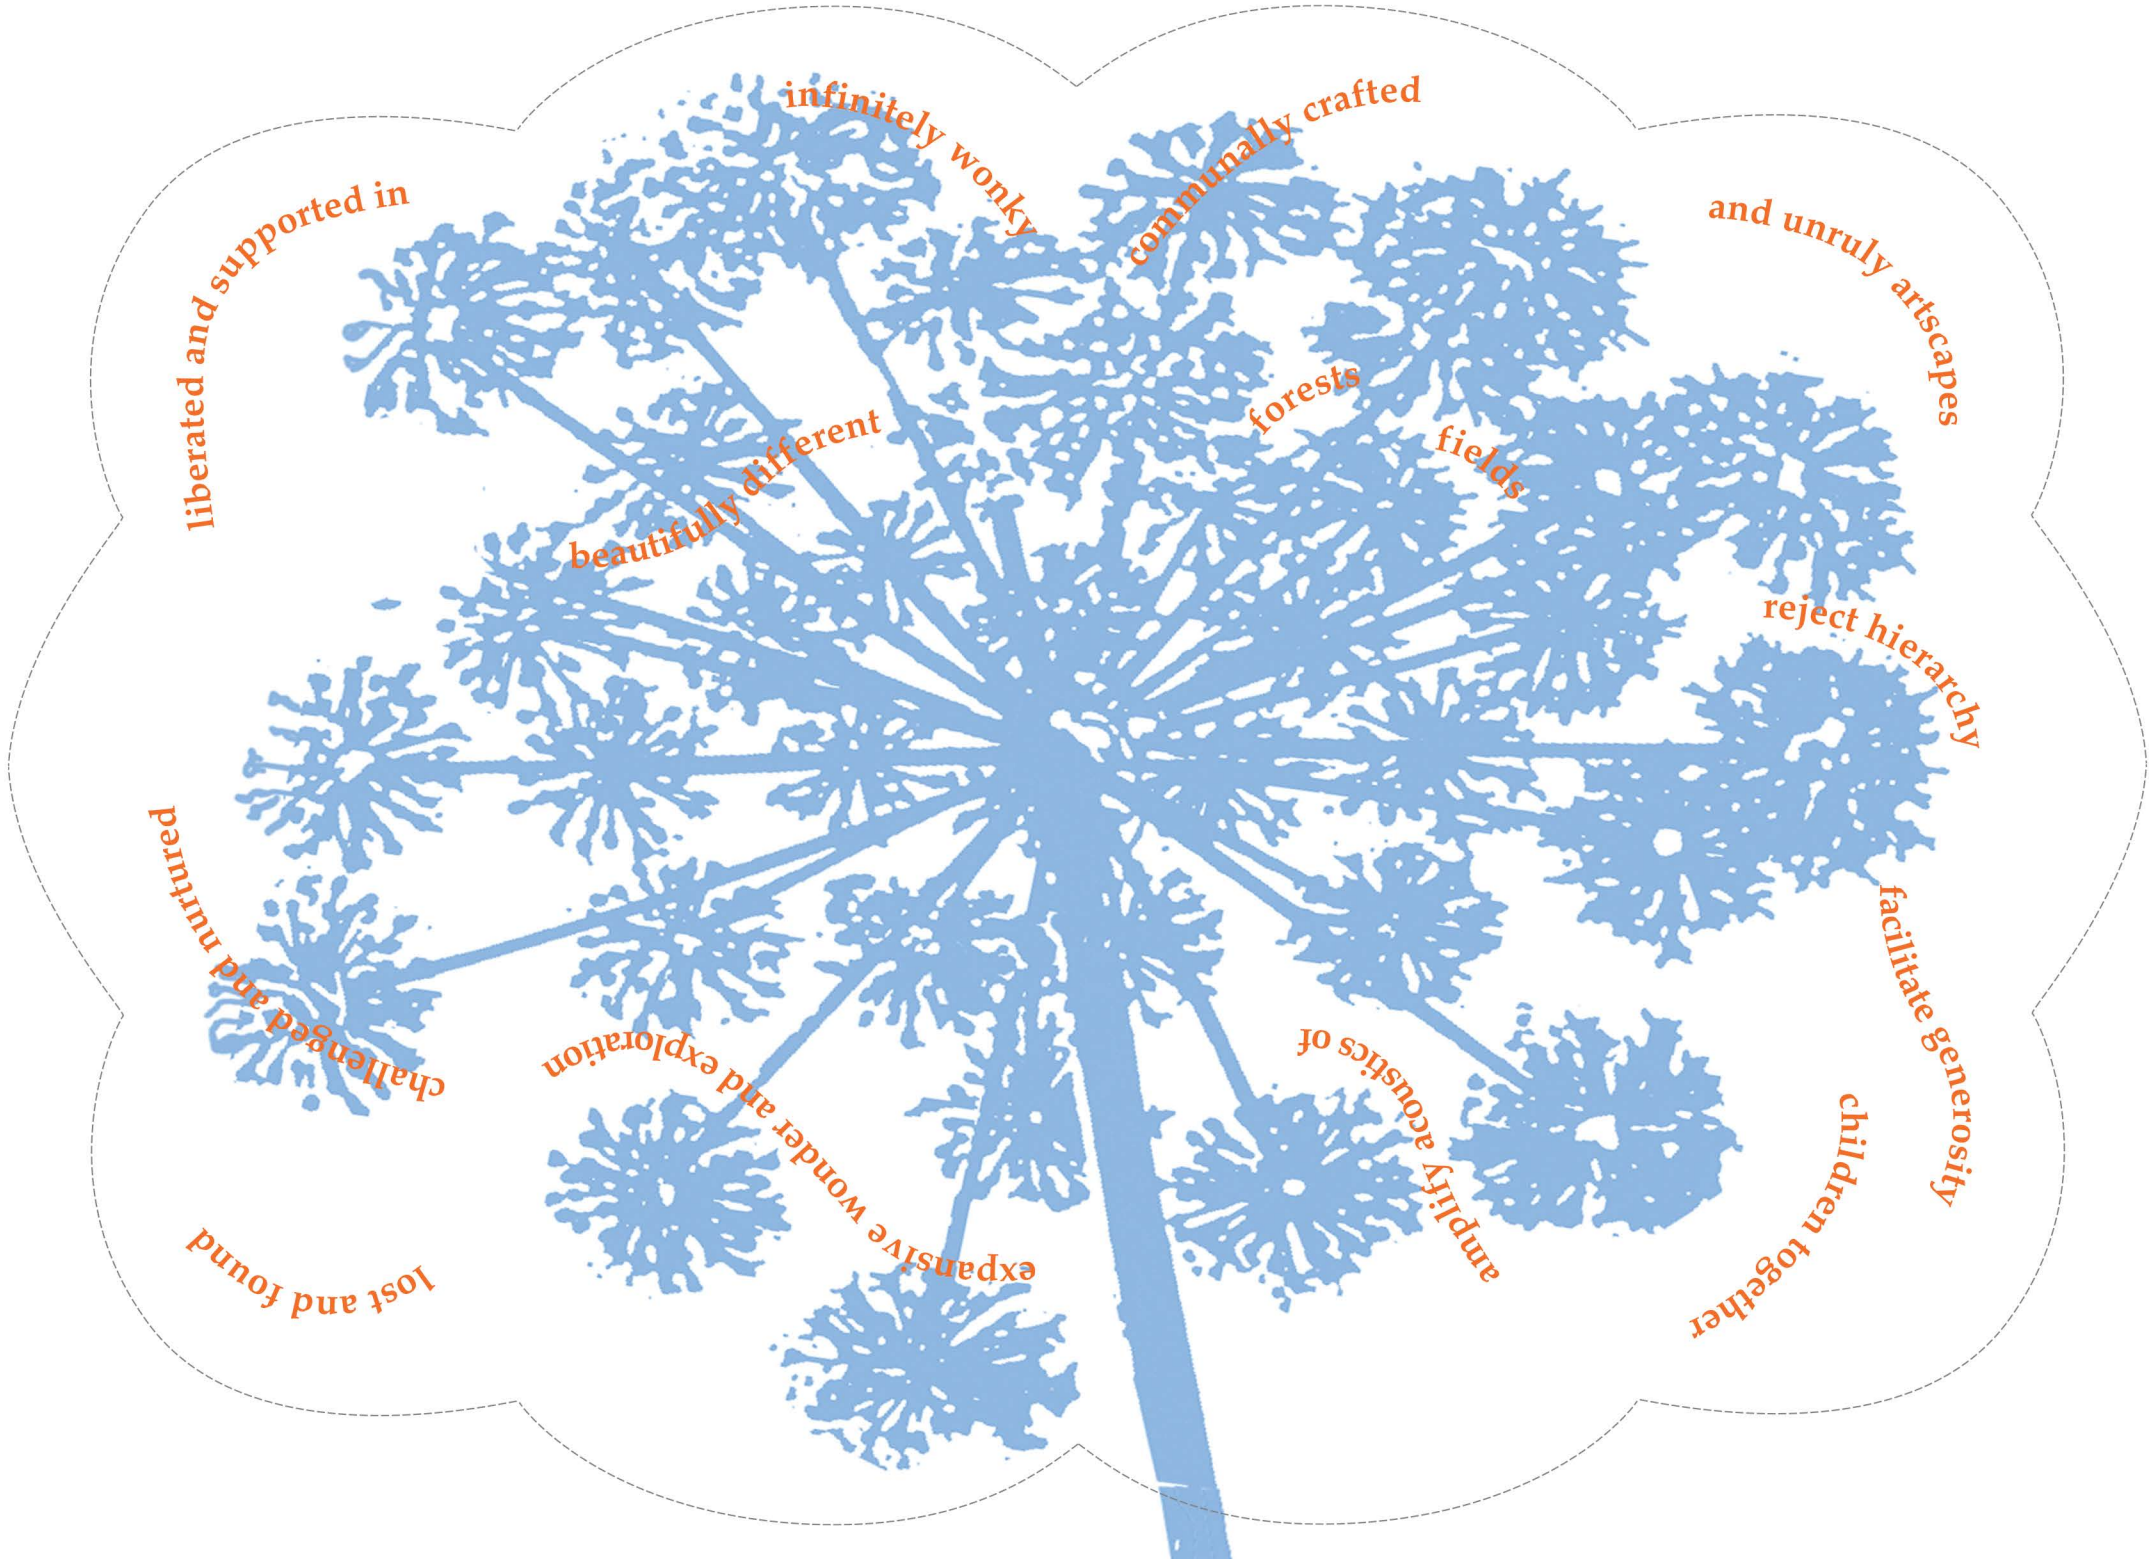 liberated and supported in
infinitely wonky
communally crafted
and unruly artscapes
beautifully different
forests
fields
reject hierarchy
facilitate generosity
children together
amplify acoustics of
expansive wonder and exploration
challenged and nurtured
lost and found